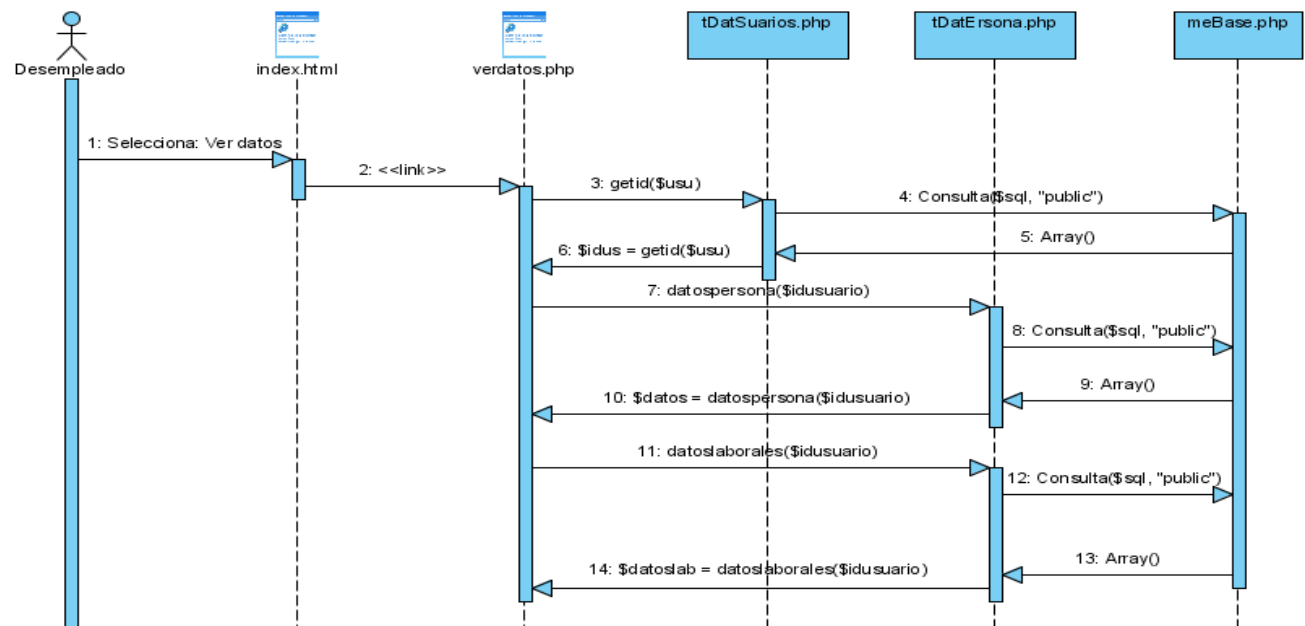 tDatSuarios.php
tDatErsona.php
meBase.php
Desempleado
index.html
verdatos.php
1: Selecciona: Ver datos
2: <<link>>
3: getid($usu)
4: Consulta($sql, "public")
5: Array()
6: $idus = getid($usu)
7: datospersona($idusuario)
8: Consulta($sql, "public")
9: Array()
10: $datos = datospersona($idusuario)
11: datoslaborales($idusuario)
12: Consulta($sql, "public")
13: Array()
14: $datoslab = datoslaborales($idusuario)